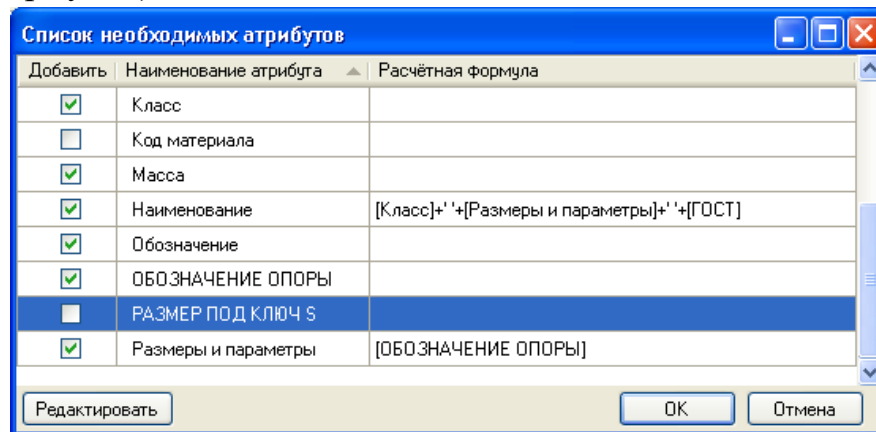 Список необходимых атрибутов
Добавить Наименование атрибута Расчётная формула
Класс
Код материала
Масса
Наименование [Класс]+' '+[Размеры и параметры]+' '+[ГОСТ]
Обозначение
ОБОЗНАЧЕНИЕ ОПОРЫ
РАЗМЕР ПОД КЛЮЧ S
Размеры и параметры [ОБОЗНАЧЕНИЕ ОПОРЫ]
Редактировать OK Отмена